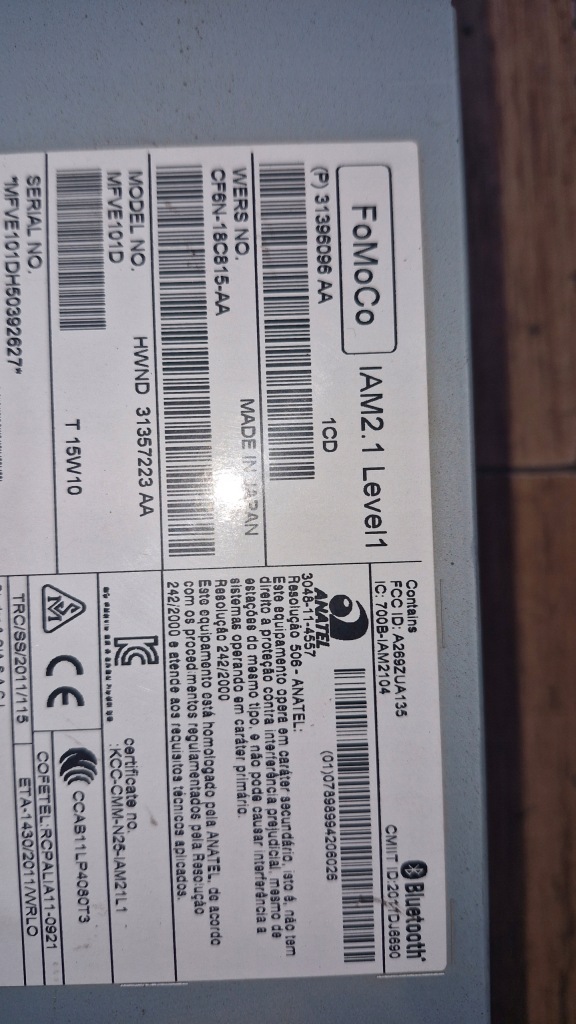 FoMoCo IAM2.1 Level1
(P) 31396096 AA 1CD
WERS NO. MADE IN JAPAN
CF6N-18C815-AA
MODEL NO.
MFVE101D HWND 31357223 AA
T 15W10
SERIAL NO.
*MFVE101DH50392627*
Contains
FCC ID: A269ZUA135
IC: 700B-IAM2104
Bluetooth
CMIIT ID:2011DJ6690
(01)07898994206026
ANATEL
3048-11-4557
Resolução 506 - ANATEL:
Este equipamento opera em caráter secundário, isto é, não tem
direito a proteção contra interferência prejudicial, mesmo de
estações do mesmo tipo, e não pode causar interferência a
sistemas operando em caráter primário.
Resolução 242/2000
Este equipamento está homologado pela ANATEL, de acordo
com os procedimentos regulamentados pela Resolução
242/2000 e atende aos requisitos técnicos aplicados.
certificate no.
:KCC-CMM-N26-IAM21L1
CE
CCAB11LP4080T3
COFETEL:RCPALIA11-0921
TRC/SS/2011/115
ETA-1430/2011/WRLO